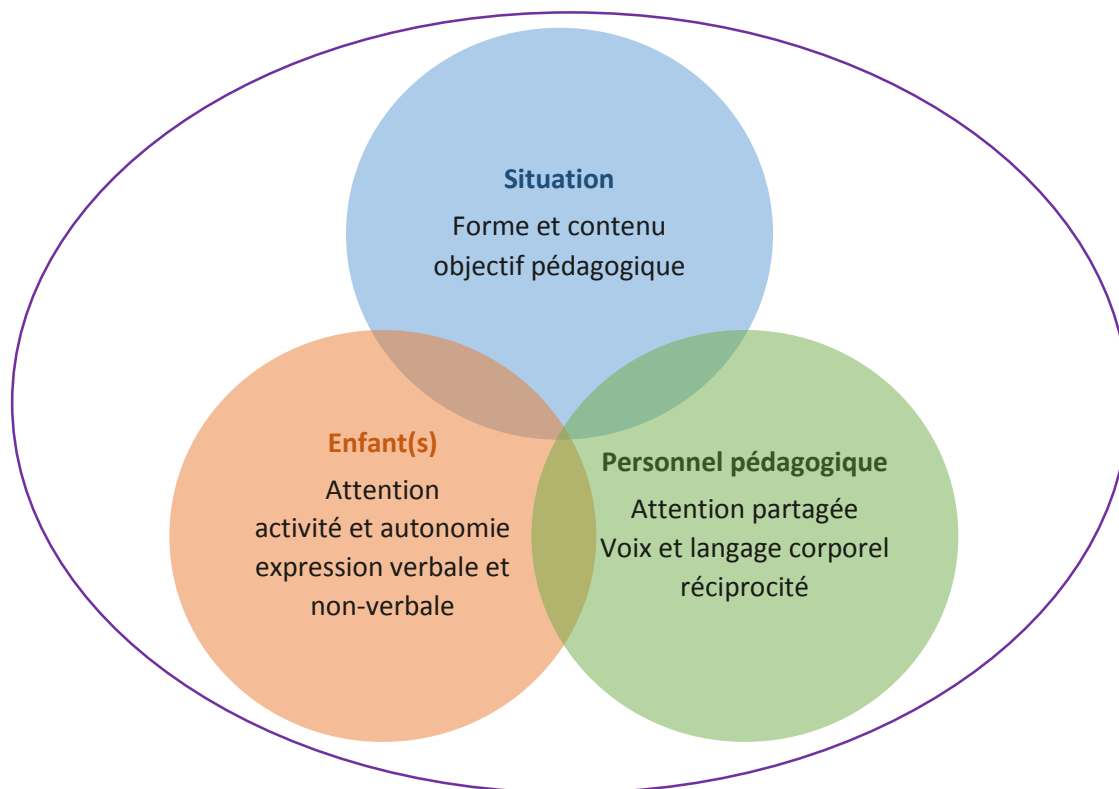 Situation
Forme et contenu
objectif pédagogique
Enfant(s)
Attention
activité et autonomie
expression verbale et
non-verbale
Personnel pédagogique
Attention partagée
Voix et langage corporel
réciprocité